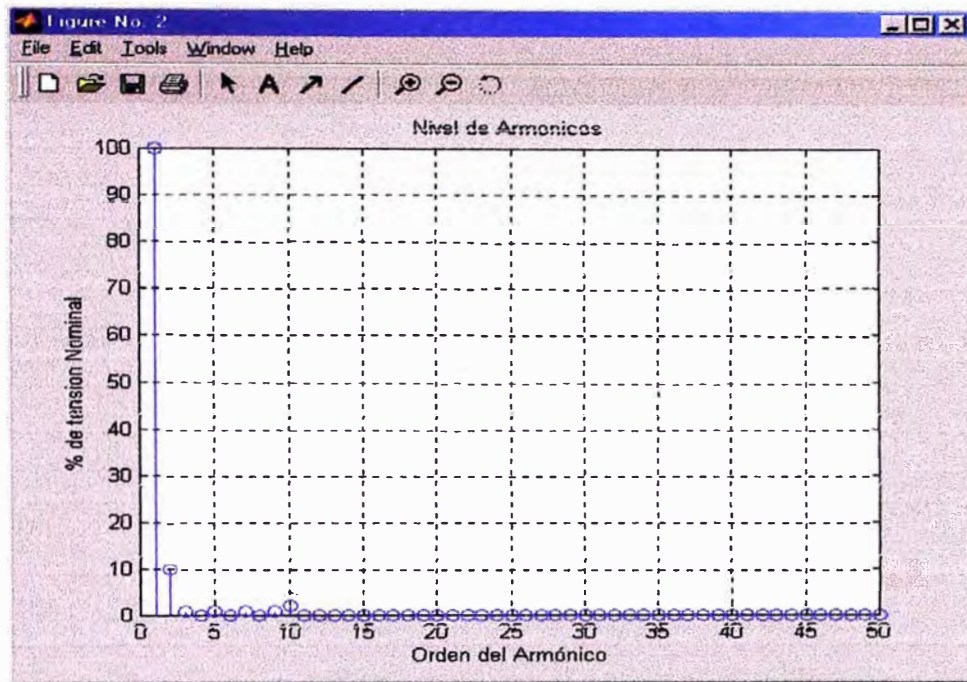 Figure No. 2
File Edit Tools Window Help
A
Nivel de Armonicos
100
90
80
70
60
50
40
30
20
10
0
% de tension Nominal
0 5 10 15 20 25 30 35 40 45 50
Orden del Armónico